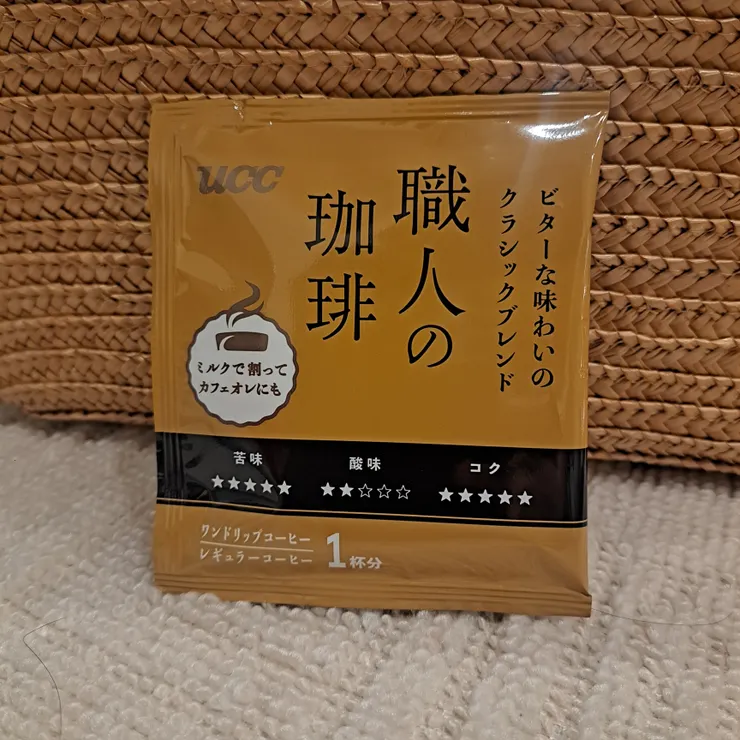 UCC
職人の
珈琲
ビターな味わいの
クラシックブレンド
ミルクで割って
カフェオレにも
苦味
★★★★★
酸味
★★☆☆☆
コク
★★★★★
ワンドリップコーヒー
レギュラーコーヒー
1杯分